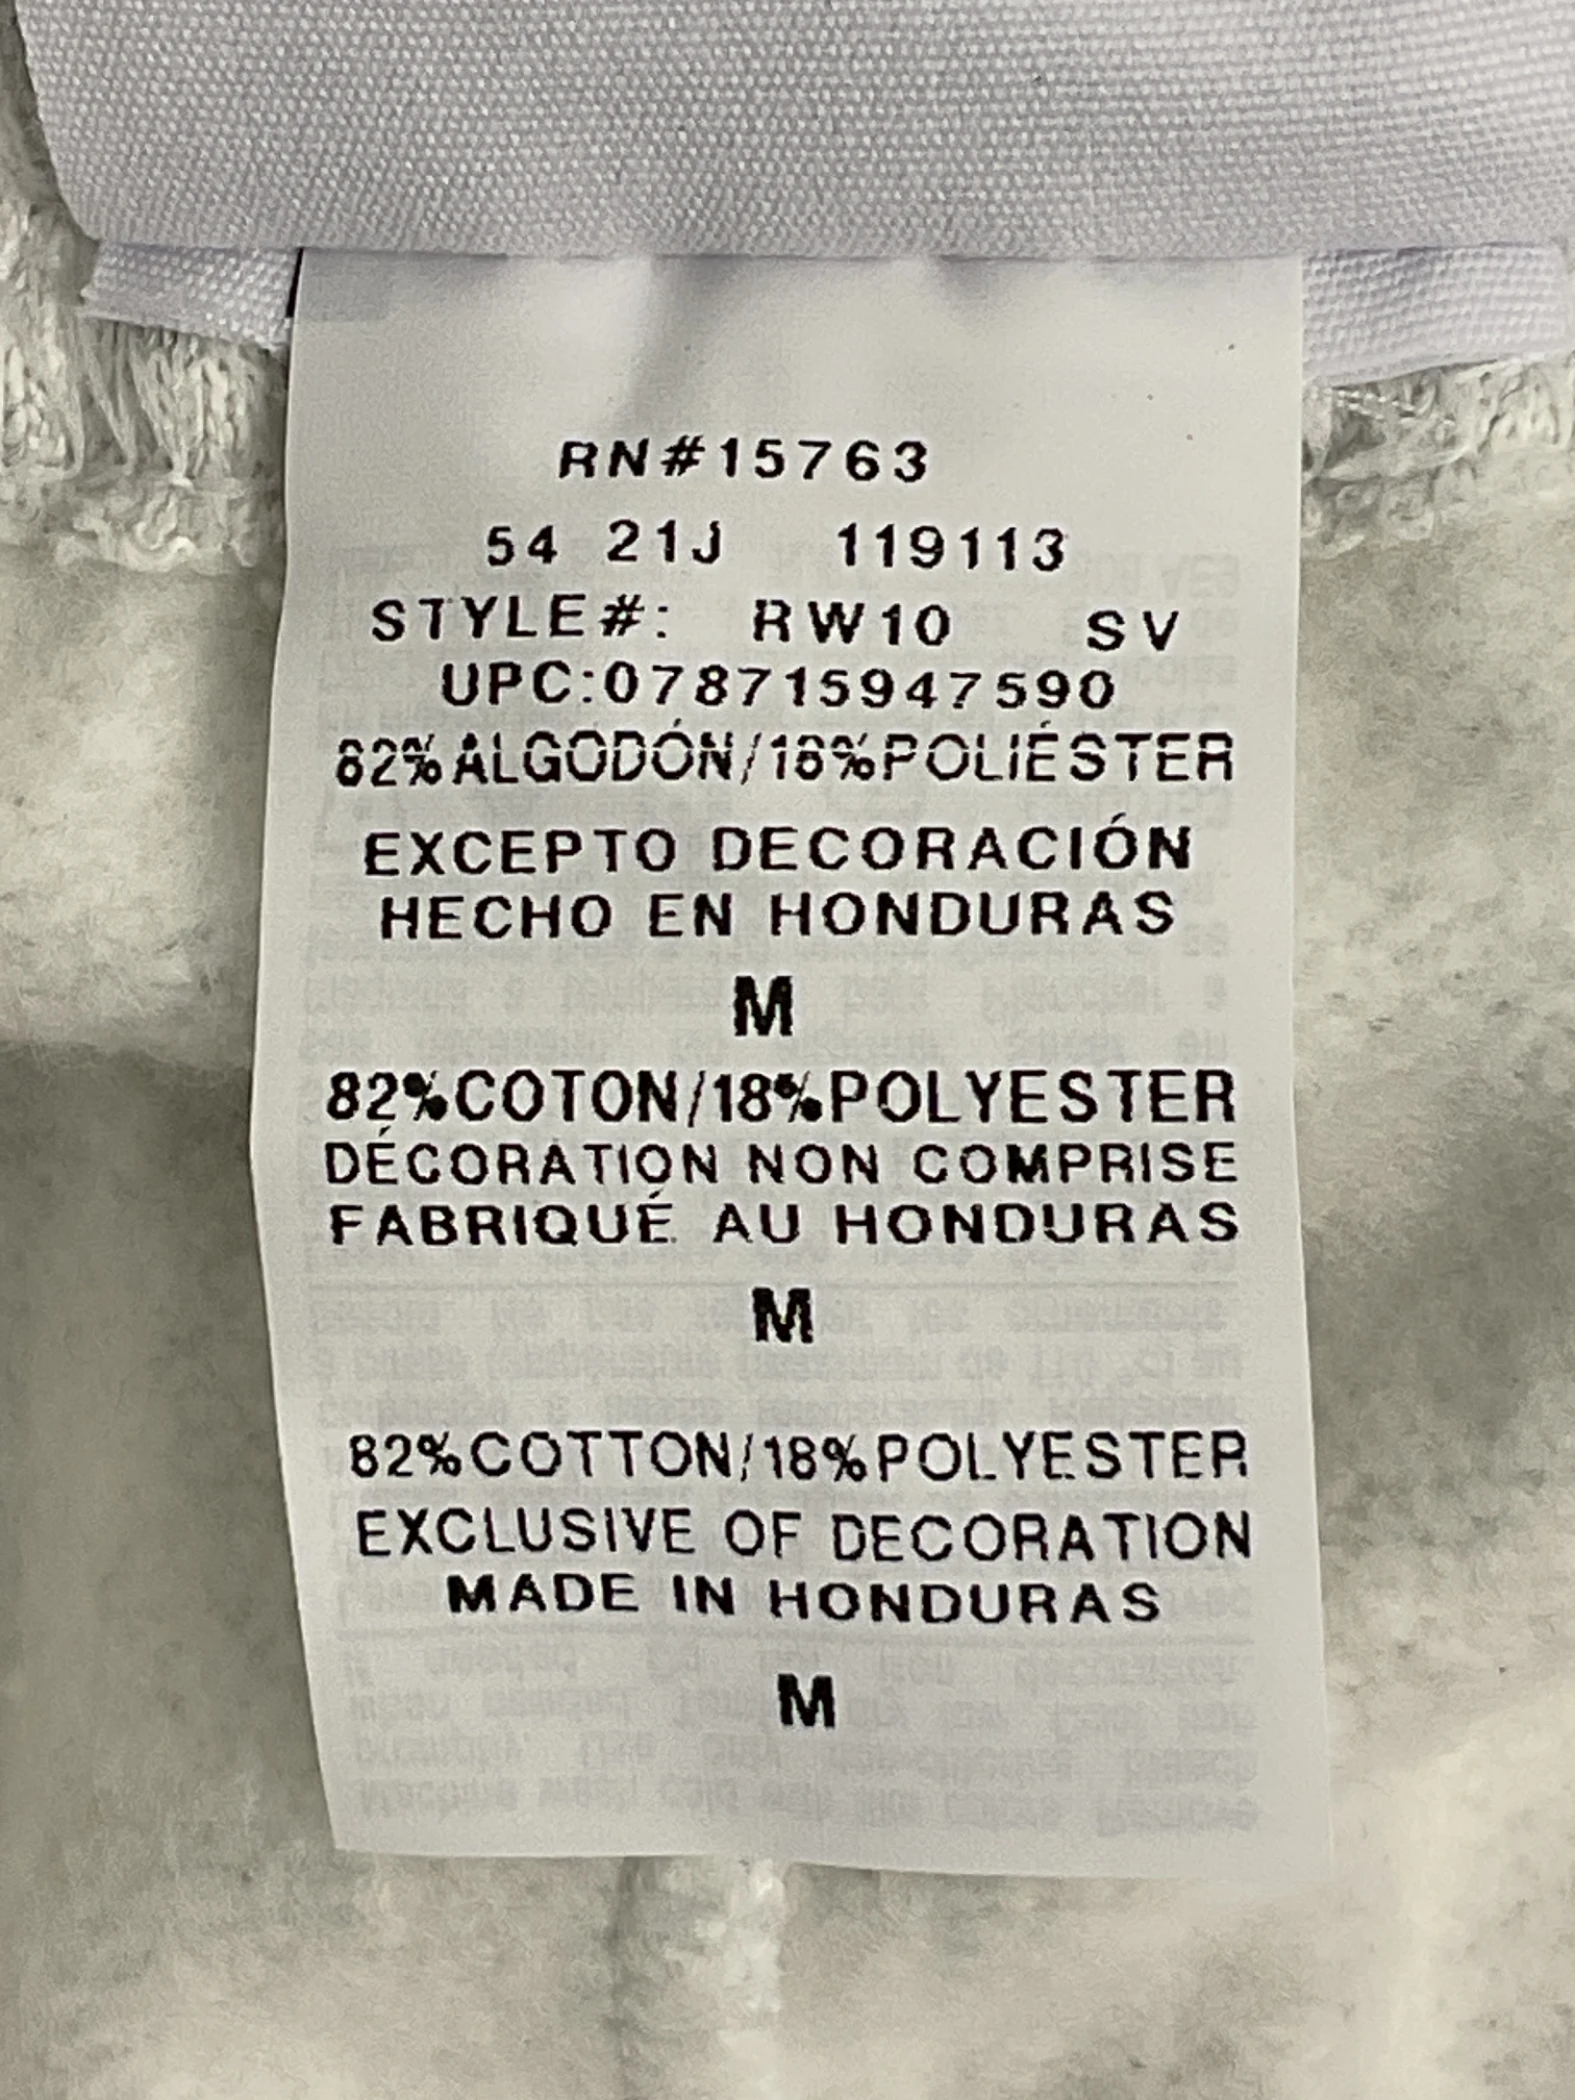 RN#15763
54 21J 119113
STYLE#: RW10 SV
UPC:078715947590
82%ALGODÓN/18%POLIÉSTER
EXCEPTO DECORACIÓN
HECHO EN HONDURAS
M
82%COTON/18%POLYESTER
DÉCORATION NON COMPRISE
FABRIQUÉ AU HONDURAS
M
82%COTTON/18%POLYESTER
EXCLUSIVE OF DECORATION
MADE IN HONDURAS
M